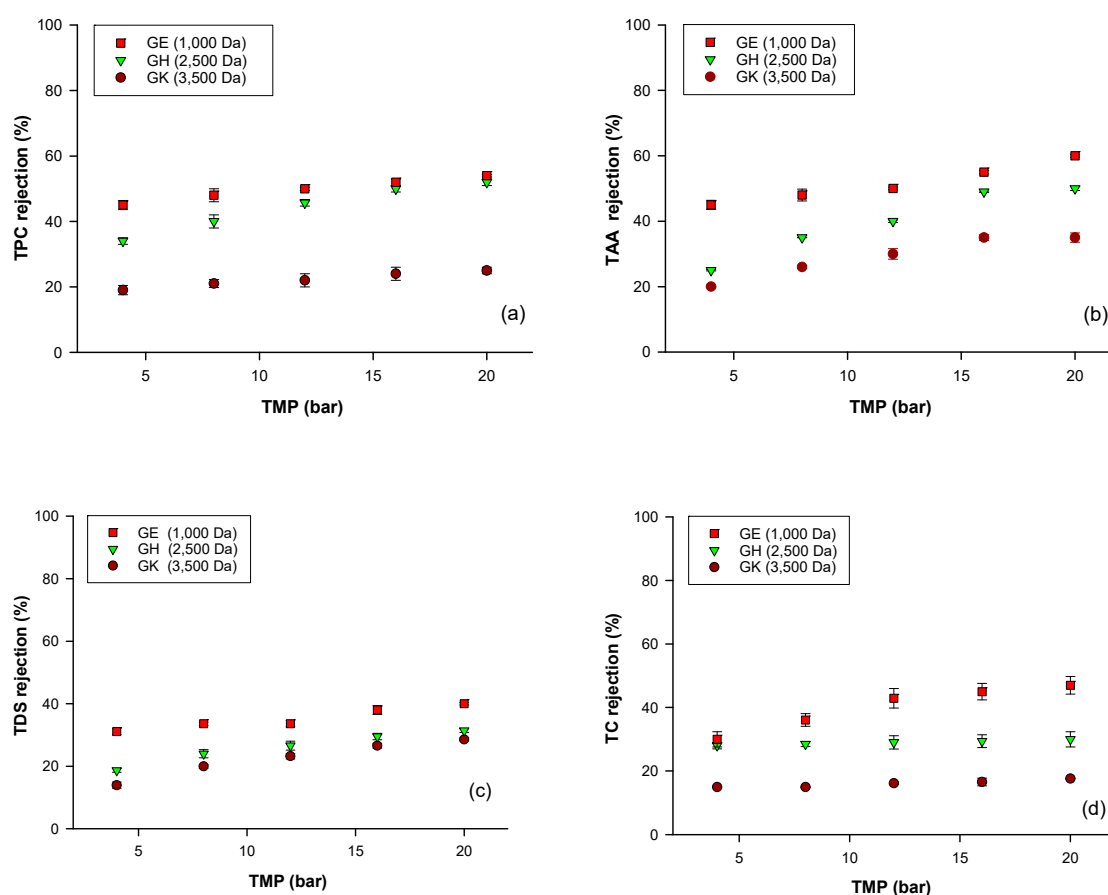 100
80
60
40
20
0
TPC rejection (%)
GE (1,000 Da)
GH (2,500 Da)
GK (3,500 Da)
(a)
5 10 15 20
TMP (bar)
100
80
60
40
20
0
TAA rejection (%)
GE (1,000 Da)
GH (2,500 Da)
GK (3,500 Da)
(b)
5 10 15 20
TMP (bar)
100
80
60
40
20
0
TDS rejection (%)
GE (1,000 Da)
GH (2,500 Da)
GK (3,500 Da)
(c)
5 10 15 20
TMP (bar)
100
80
60
40
20
0
TC rejection (%)
GE (1,000 Da)
GH (2,500 Da)
GK (3,500 Da)
(d)
5 10 15 20
TMP (bar)